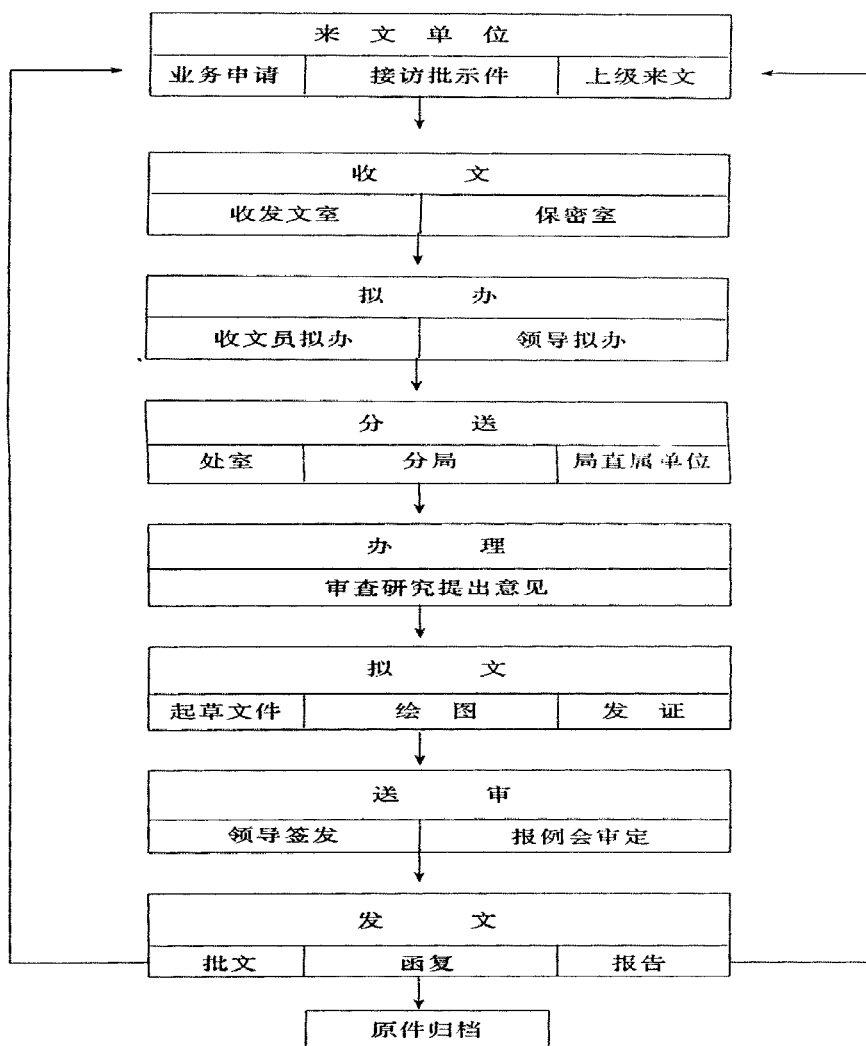 来文单位
业务申请 接访批示件 上级来文
收文
收发文室 保密室
拟办
收文员拟办 领导拟办
分送
处室 分局 局直属单位
办理
审查研究提出意见
拟文
起草文件 绘图 发证
送审
领导签发 报例会审定
发文
批文 函复 报告
原件归档